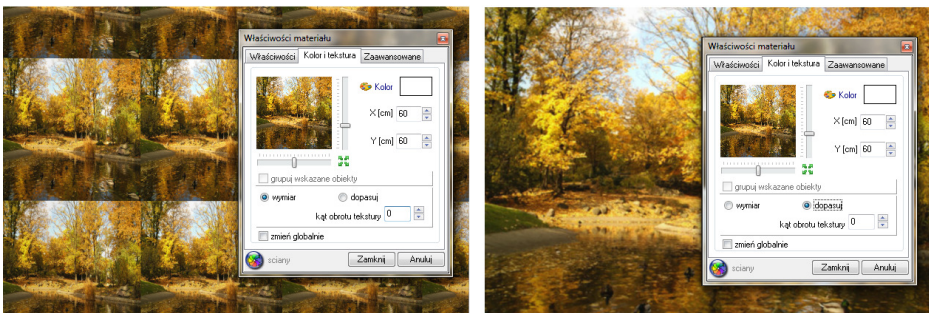 Właściwości materiału
Właściwości Kolor i tekstura Zaawansowane
Kolor
X [cm] 60
Y [cm] 60
grupuj wskazane obiekty
wymiar dopasuj
kąt obrotu tekstury 0
zmień globalnie
sciany Zamknij Anuluj
Właściwości materiału
Właściwości Kolor i tekstura Zaawansowane
Kolor
X [cm] 60
Y [cm] 60
grupuj wskazane obiekty
wymiar dopasuj
kąt obrotu tekstury 0
zmień globalnie
sciany Zamknij Anuluj